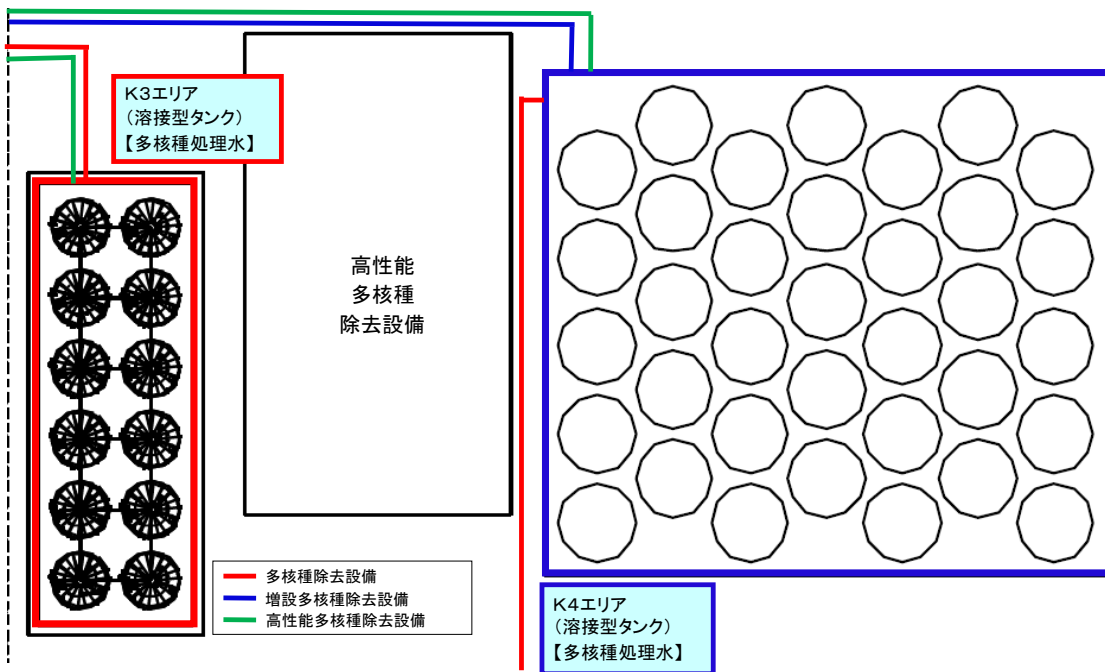 K3エリア
(溶接型タンク)
【多核種処理水】
高性能
多核種
除去設備
多核種除去設備
増設多核種除去設備
高性能多核種除去設備
K4エリア
(溶接型タンク)
【多核種処理水】